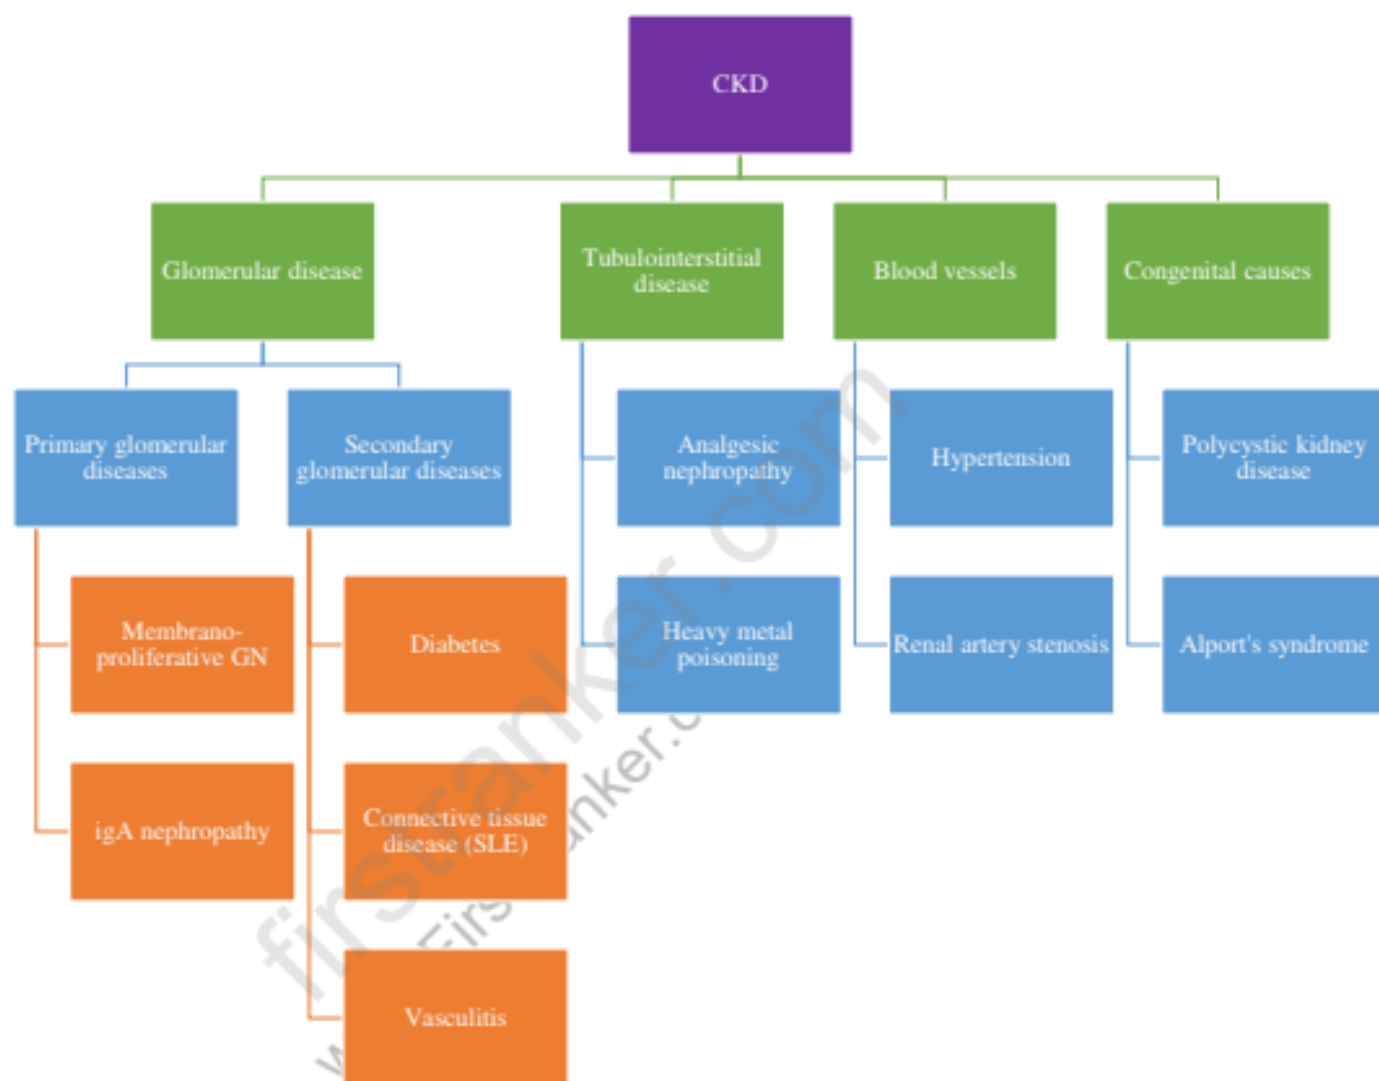 CKD
Glomerular disease
Tubulointerstitial
disease
Blood vessels
Congenital causes
Primary glomerular
diseases
Secondary
glomerular diseases
Analgesic
nephropathy
Hypertension
Polycystic kidney
disease
Membrano-
proliferative GN
Diabetes
Heavy metal
poisoning
Renal artery stenosis
Alport's syndrome
igA nephropathy
Connective tissue
disease (SLE)
Vasculitis
firstranker.com